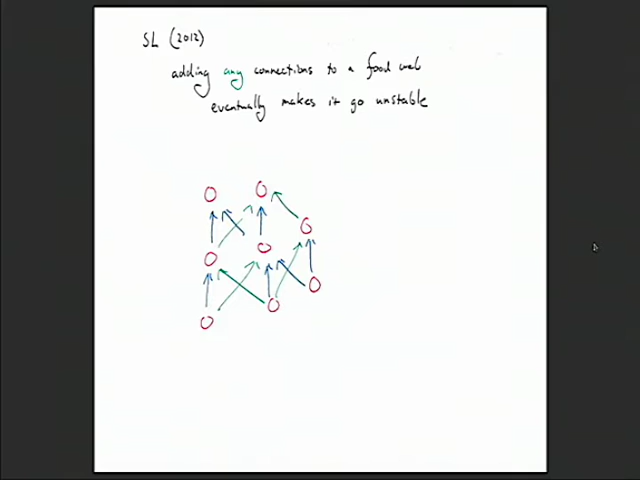 SL (2012)
adding any connections to a food web
eventually makes it go unstable